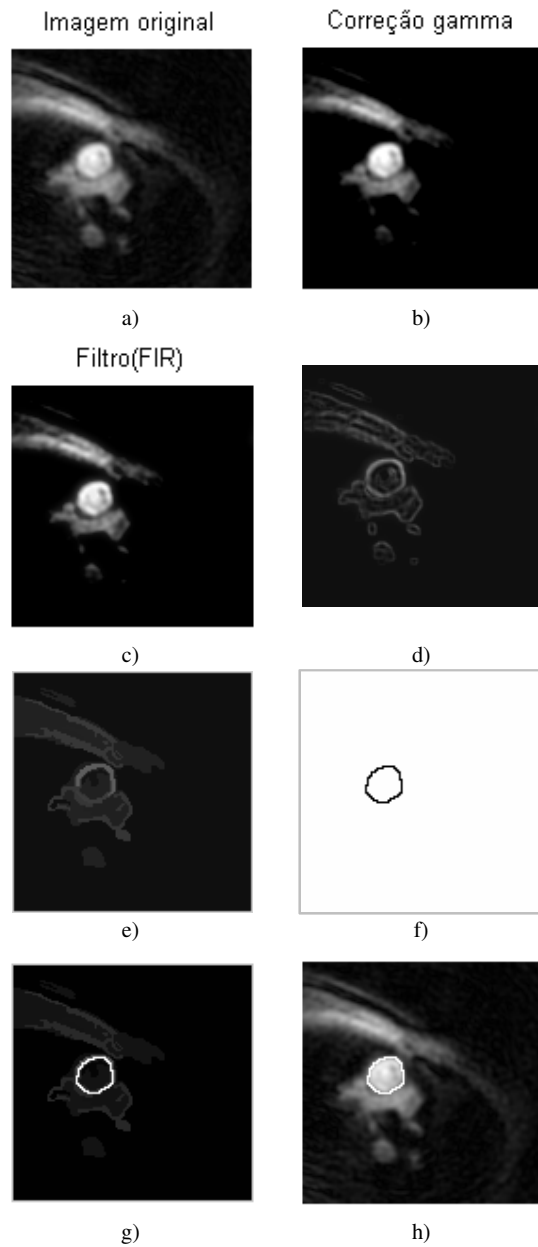 Imagem original
Correção gamma
a)
b)
Filtro(FIR)
c)
d)
e)
f)
g)
h)